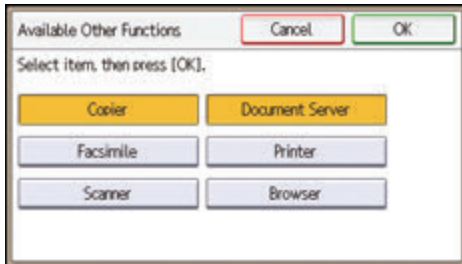 Available Other Functions Cancel OK
Select item, then press [OK].
Copier Document Server
Facsimile Printer
Scanner Browser